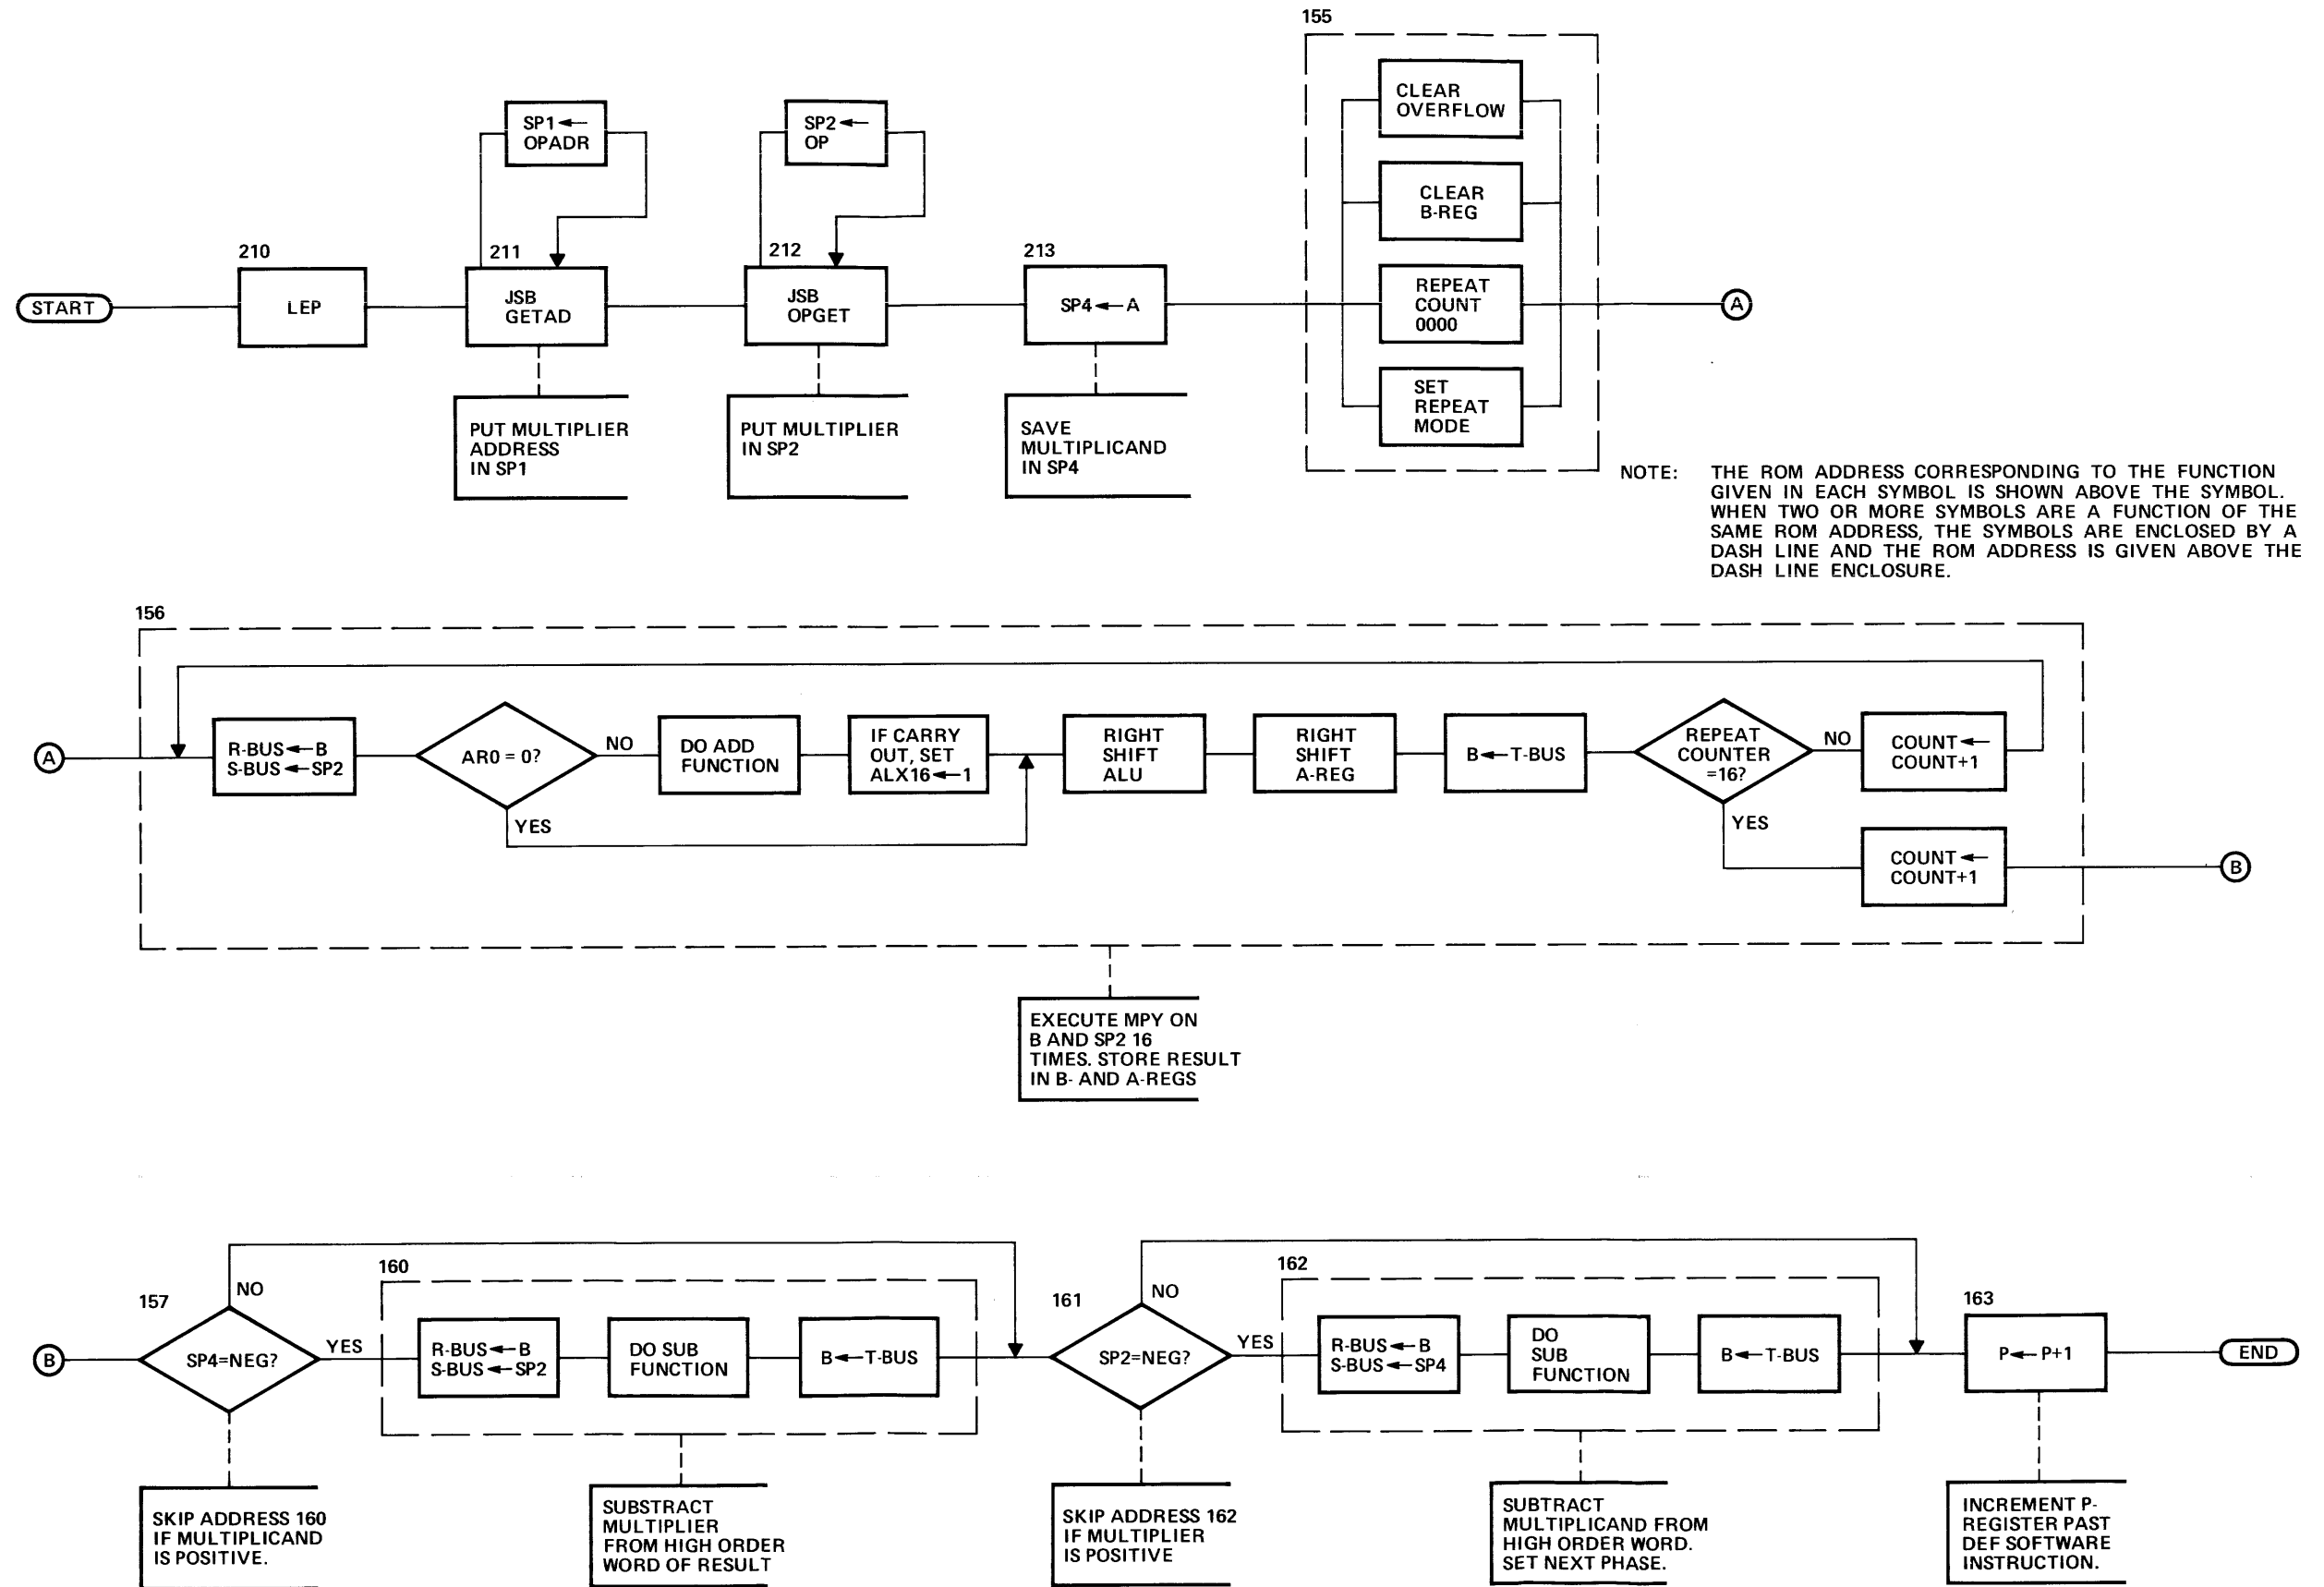 155
CLEAR
OVERFLOW
SP1←
OPADR
SP2←
OP
CLEAR
B-REG
210
211
212
213
START
LEP
JSB
GETAD
JSB
OPGET
SP4←A
REPEAT
COUNT
0000
A
SET
REPEAT
MODE
PUT MULTIPLIER
ADDRESS
IN SP1
PUT MULTIPLIER
IN SP2
SAVE
MULTIPLICAND
IN SP4
NOTE: THE ROM ADDRESS CORRESPONDING TO THE FUNCTION
GIVEN IN EACH SYMBOL IS SHOWN ABOVE THE SYMBOL.
WHEN TWO OR MORE SYMBOLS ARE A FUNCTION OF THE
SAME ROM ADDRESS, THE SYMBOLS ARE ENCLOSED BY A
DASH LINE AND THE ROM ADDRESS IS GIVEN ABOVE THE
DASH LINE ENCLOSURE.
156
A
R-BUS←B
S-BUS←SP2
AR0 = 0?
NO
YES
DO ADD
FUNCTION
IF CARRY
OUT, SET
ALX16←1
RIGHT
SHIFT
ALU
RIGHT
SHIFT
A-REG
B←T-BUS
REPEAT
COUNTER
=16?
NO
COUNT←
COUNT+1
YES
COUNT←
COUNT+1
B
EXECUTE MPY ON
B AND SP2 16
TIMES. STORE RESULT
IN B- AND A-REGS
157
B
SP4=NEG?
NO
YES
160
R-BUS←B
S-BUS←SP2
DO SUB
FUNCTION
B←T-BUS
161
SP2=NEG?
NO
YES
162
R-BUS←B
S-BUS←SP4
DO
SUB
FUNCTION
B←T-BUS
163
P←P+1
END
SKIP ADDRESS 160
IF MULTIPLICAND
IS POSITIVE.
SUBSTRACT
MULTIPLIER
FROM HIGH ORDER
WORD OF RESULT
SKIP ADDRESS 162
IF MULTIPLIER
IS POSITIVE
SUBTRACT
MULTIPLICAND FROM
HIGH ORDER WORD.
SET NEXT PHASE.
INCREMENT P-
REGISTER PAST
DEF SOFTWARE
INSTRUCTION.